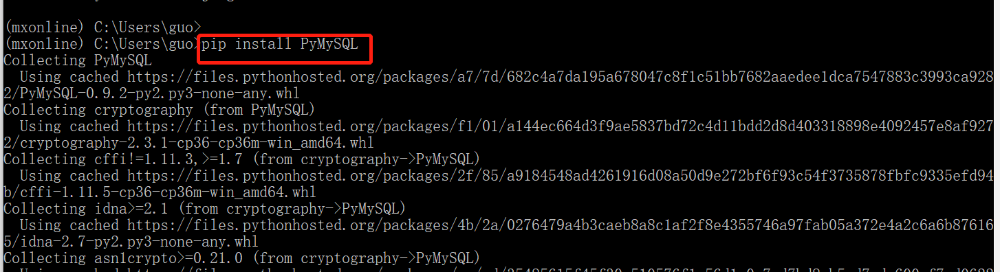 (mxonline) C:\Users\guo>
(mxonline) C:\Users\guo>pip install PyMySQL
Collecting PyMySQL
Using cached https://files.pythonhosted.org/packages/a7/7d/682c4a7da195a678047c8f1c51bb7682aaedee1dca7547883c3993ca928
2/PyMySQL-0.9.2-py2.py3-none-any.whl
Collecting cryptography (from PyMySQL)
Using cached https://files.pythonhosted.org/packages/f1/01/a144ec664d3f9ae5837bd72c4d11bdd2d8d403318898e4092457e8af927
2/cryptography-2.3.1-cp36-cp36m-win_amd64.whl
Collecting cffi!=1.11.3,>=1.7 (from cryptography->PyMySQL)
Using cached https://files.pythonhosted.org/packages/2f/85/a9184548ad4261916d08a50d9e272bf6f93c54f3735878fbfc9335efd94
b/cffi-1.11.5-cp36-cp36m-win_amd64.whl
Collecting idna>=2.1 (from cryptography->PyMySQL)
Using cached https://files.pythonhosted.org/packages/4b/2a/0276479a4b3caeb8a8c1af2f8e4355746a97fab05a372e4a2c6a6b87616
5/idna-2.7-py2.py3-none-any.whl
Collecting asn1crypto>=0.21.0 (from cryptography->PyMySQL)